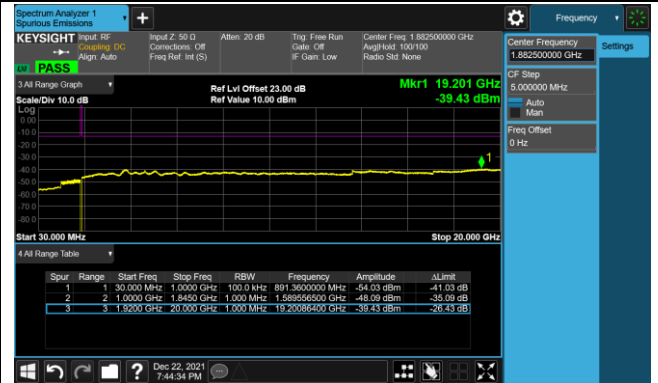 Spectrum Analyzer 1
Spurious Emissions
Frequency
KEYSIGHT
Input: RF
Coupling: DC
Align: Auto
Input Z: 50 Ω
Corrections: Off
Freq Ref: Int (S)
Atten: 20 dB
Trig: Free Run
Gate: Off
IF Gain: Low
Center Freq: 1.882500000 GHz
Avg|Hold: 100/100
Radio Std: None
LXI
PASS
Center Frequency
1.882500000 GHz
Settings
CF Step
5.000000 MHz
Auto
Man
Freq Offset
0 Hz
3 All Range Graph
Ref Lvl Offset 23.00 dB
Mkr1 19.201 GHz
Scale/Div 10.0 dB
Ref Value 10.00 dBm
-39.43 dBm
Log
0.00
-10.0
-20.0
-30.0
-40.0
-50.0
-60.0
-70.0
-80.0
1
Start 30.000 MHz
Stop 20.000 GHz
4 All Range Table
Spur Range Start Freq Stop Freq RBW Frequency Amplitude ΔLimit
1 1 30.000 MHz 1.0000 GHz 100.0 kHz 891.3600000 MHz -54.03 dBm -41.03 dB
2 2 1.0000 GHz 1.8450 GHz 1.000 MHz 1.589556500 GHz -48.09 dBm -35.09 dB
3 3 1.9200 GHz 20.000 GHz 1.000 MHz 19.20086400 GHz -39.43 dBm -26.43 dB
?
Dec 22, 2021
7:44:34 PM